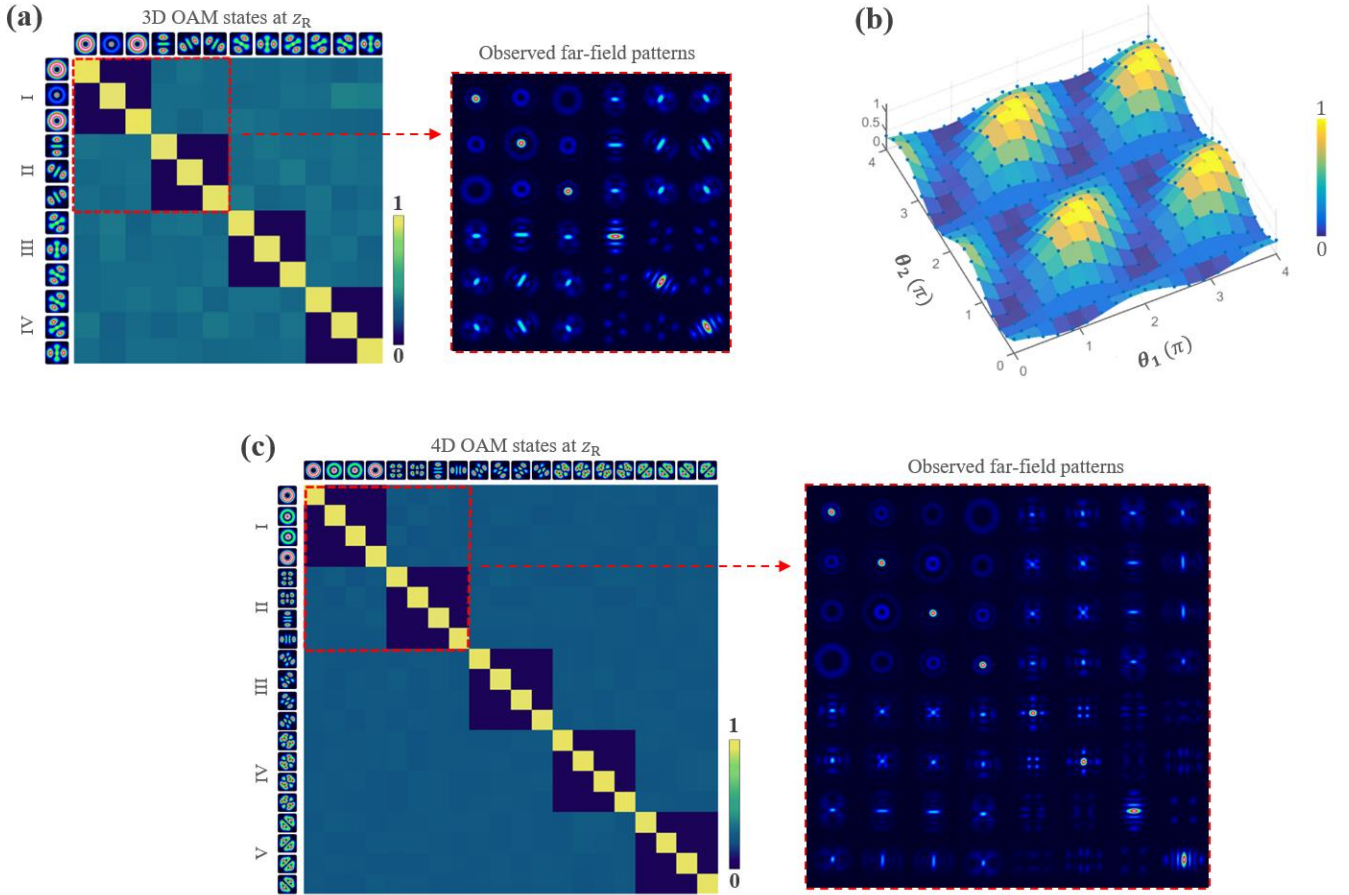 (a)
3D OAM states at zR
Observed far-field patterns
I
II
III
IV
1
0
(b)
1
0.5
0
4
3
2
1
0
θ2 (π)
0
1
2
3
4
θ1 (π)
1
0
(c)
4D OAM states at zR
Observed far-field patterns
I
II
III
IV
V
1
0